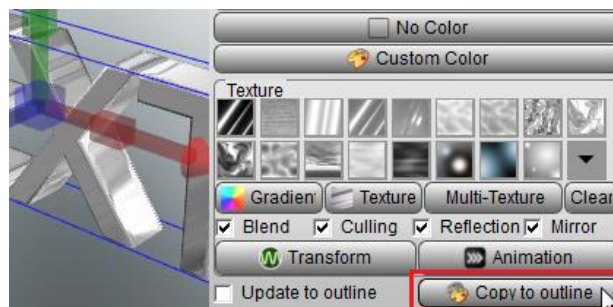 No Color
Custom Color
Texture
Gradien
Texture
Multi-Texture
Clear
Blend
Culling
Reflection
Mirror
Transform
Animation
Update to outline
Copy to outline